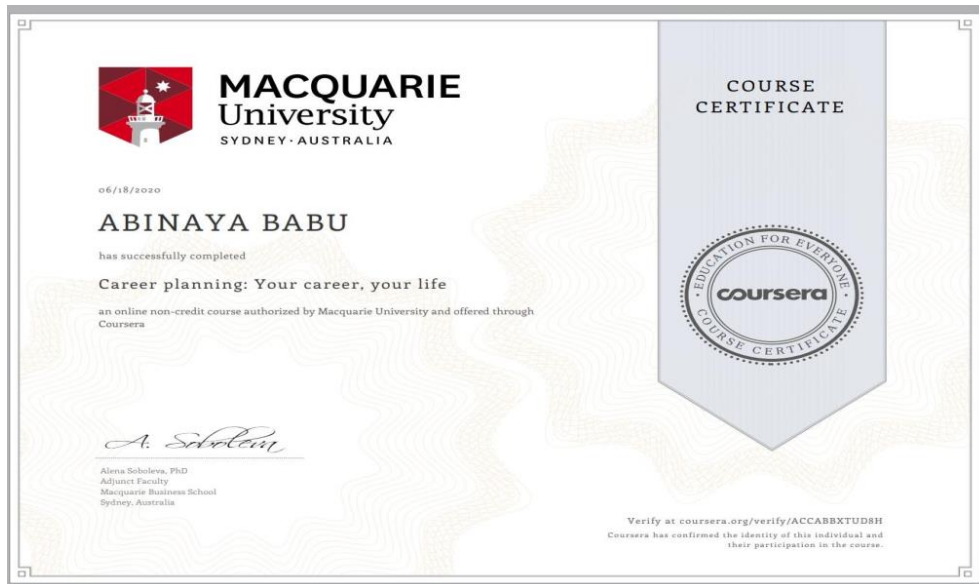 MACQUARIE
University
SYDNEY·AUSTRALIA
06/18/2020
ABINAYA BABU
has successfully completed
Career planning: Your career, your life
an online non-credit course authorized by Macquarie University and offered through
Coursera
A. Soboleva
Alena Soboleva, PhD
Adjunct Faculty
Macquarie Business School
Sydney, Australia
COURSE
CERTIFICATE
EDUCATION FOR EVERYONE
coursera
COURSE CERTIFICATE
Verify at coursera.org/verify/ACCABBXTUD8H
Coursera has confirmed the identity of this individual and
their participation in the course.